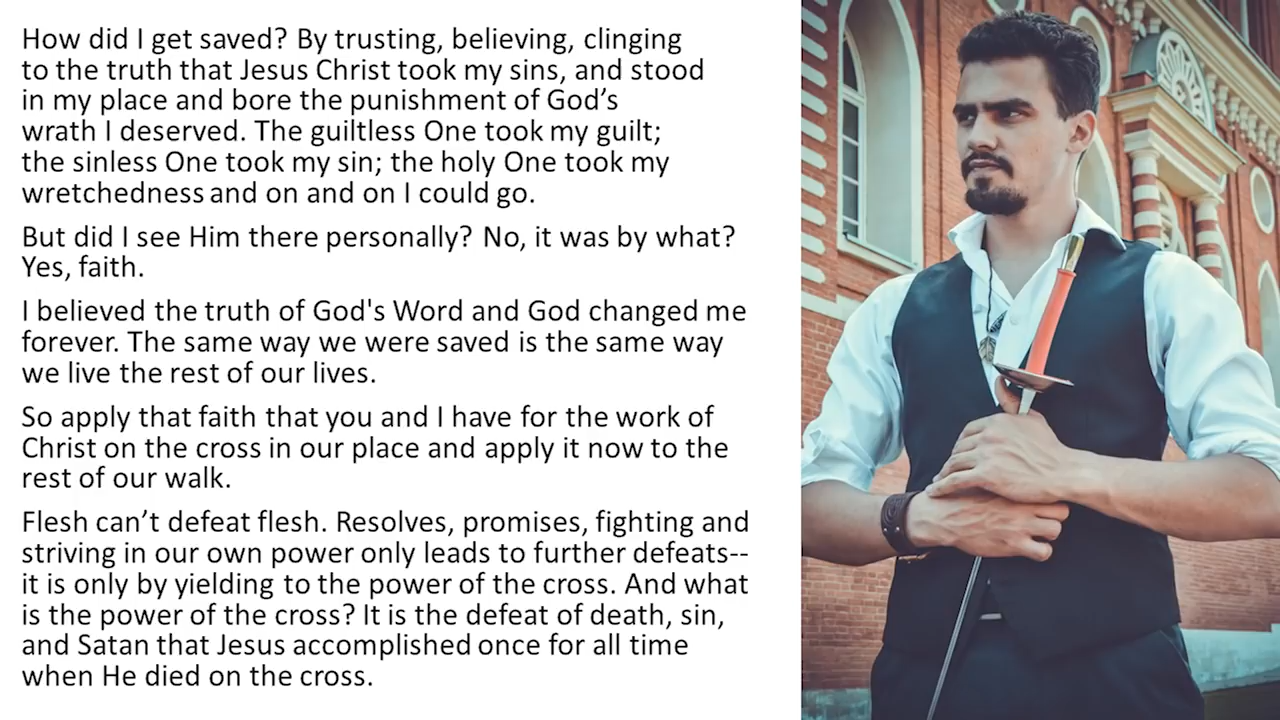 How did I get saved? By trusting, believing, clinging
to the truth that Jesus Christ took my sins, and stood
in my place and bore the punishment of God’s
wrath I deserved. The guiltless One took my guilt;
the sinless One took my sin; the holy One took my
wretchedness and on and on I could go.
But did I see Him there personally? No, it was by what?
Yes, faith.
I believed the truth of God's Word and God changed me
forever. The same way we were saved is the same way
we live the rest of our lives.
So apply that faith that you and I have for the work of
Christ on the cross in our place and apply it now to the
rest of our walk.
Flesh can’t defeat flesh. Resolves, promises, fighting and
striving in our own power only leads to further defeats--
it is only by yielding to the power of the cross. And what
is the power of the cross? It is the defeat of death, sin,
and Satan that Jesus accomplished once for all time
when He died on the cross.